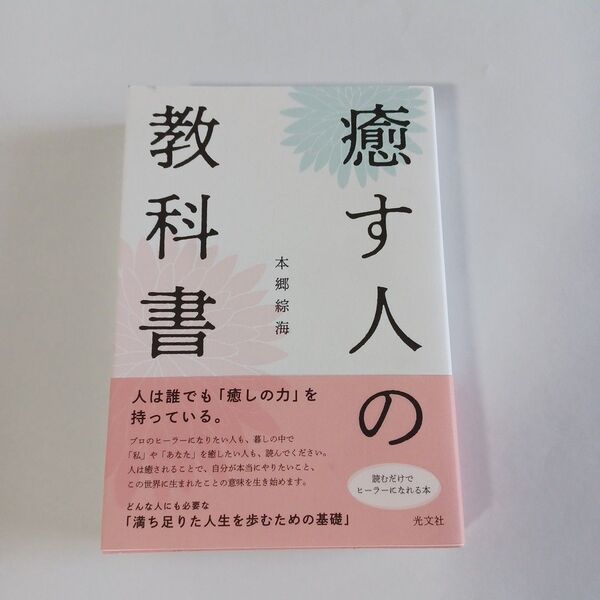 癒す人の
教科書
本郷綜海
人は誰でも「癒しの力」を
持っている。
プロのヒーラーになりたい人も、暮しの中で
「私」や「あなた」を癒したい人も、読んでください。
人は癒されることで、自分が本当にやりたいこと、
この世界に生まれたことの意味を生き始めます。
どんな人にも必要な
「満ち足りた人生を歩むための基礎」
読むだけで
ヒーラーになれる本
光文社